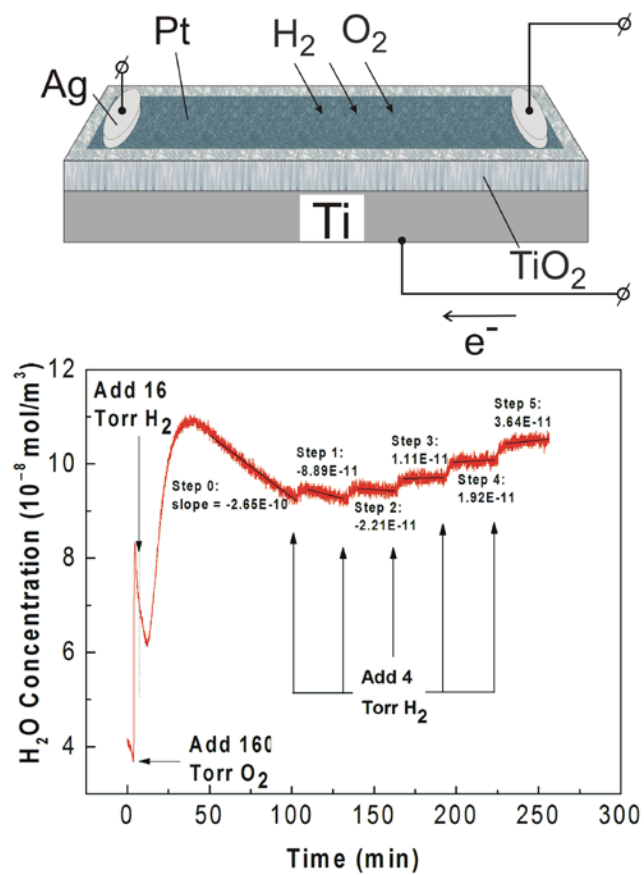 Pt
H2 O2
Ag
Ti
TiO2
e-
H2O Concentration (10-8 mol/m3)
12
10
8
6
4
Add 16
Torr H2
Step 0:
slope = -2.65E-10
Step 1:
-8.89E-11
Step 2:
-2.21E-11
Step 3:
1.11E-11
Step 4:
1.92E-11
Step 5:
3.64E-11
Add 4
Torr H2
Add 160
Torr O2
0 50 100 150 200 250 300
Time (min)